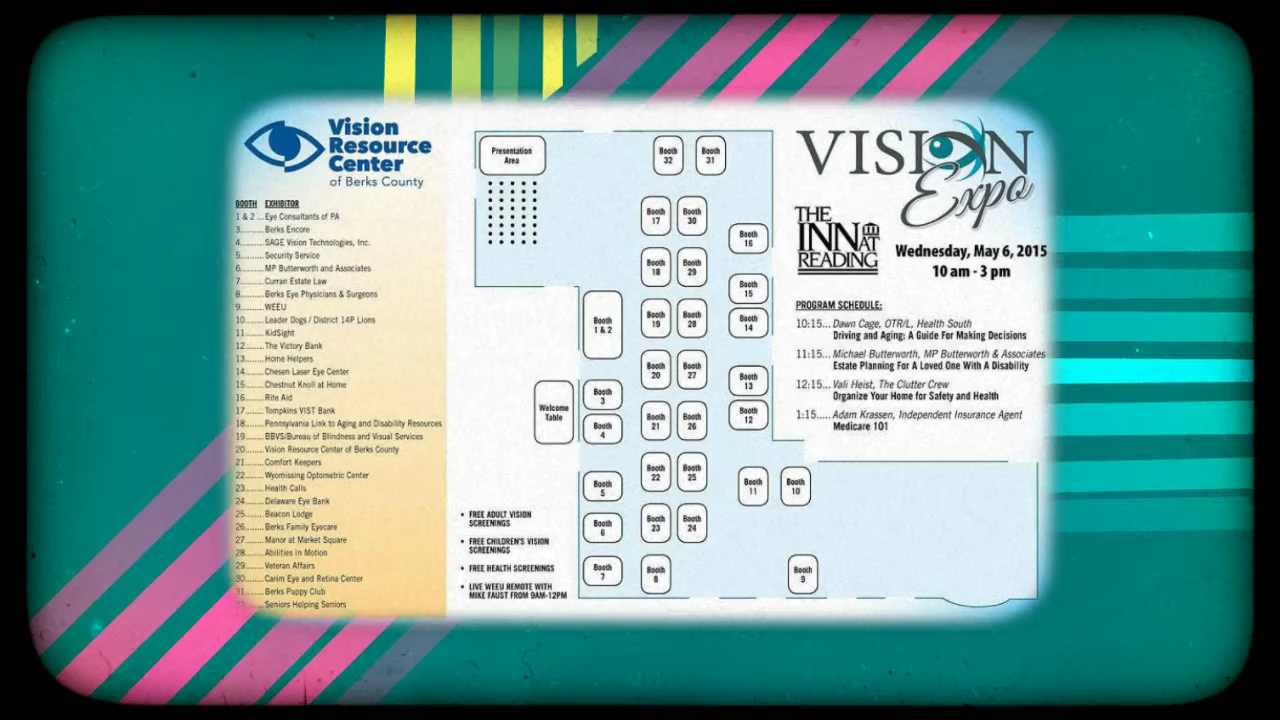 Vision
Resource
Center
of Berks County
BOOTH EXHIBITOR
1 & 2 ... Eye Consultants of PA
3.........Berks Encore
4.........SAGE Vision Technologies, Inc.
5.........Security Service
6.........MP Butterworth and Associates
7.........Curran Estate Law
8.........Berks Eye Physicians & Surgeons
9.........WEEU
10........Leader Dogs / District 14P Lions
11........KidSight
12........The Victory Bank
13........Home Helpers
14........Chesen Laser Eye Center
15........Chestnut Knoll at Home
16........Rite Aid
17........Tompkins VIST Bank
18........Pennsylvania Link to Aging and Disability Resources
19........BBVS/Bureau of Blindness and Visual Services
20........Vision Resource Center of Berks County
21........Comfort Keepers
22........Wyomissing Optometric Center
23........Health Calls
24........Delaware Eye Bank
25........Beacon Lodge
26........Berks Family Eyecare
27........Manor at Market Square
28........Abilities In Motion
29........Veteran Affairs
30........Carim Eye and Retina Center
31........Berks Puppy Club
32........Seniors Helping Seniors
Presentation
Area
Booth
32
Booth
31
Booth
17
Booth
30
Booth
16
Booth
18
Booth
29
Booth
15
Booth
1 & 2
Booth
19
Booth
28
Booth
14
Booth
20
Booth
27
Booth
13
Welcome
Table
Booth
3
Booth
4
Booth
21
Booth
26
Booth
12
Booth
5
Booth
22
Booth
25
Booth
11
Booth
10
Booth
6
Booth
23
Booth
24
Booth
7
Booth
8
Booth
9
• FREE ADULT VISION
SCREENINGS
• FREE CHILDREN'S VISION
SCREENINGS
• FREE HEALTH SCREENINGS
• LIVE WEEU REMOTE WITH
MIKE FAUST FROM 9AM-12PM
VISION
Expo
THE
INN AT
READING
Wednesday, May 6, 2015
10 am - 3 pm
PROGRAM SCHEDULE:
10:15... Dawn Cage, OTR/L, Health South
Driving and Aging: A Guide For Making Decisions
11:15... Michael Butterworth, MP Butterworth & Associates
Estate Planning For A Loved One With A Disability
12:15... Vali Heist, The Clutter Crew
Organize Your Home for Safety and Health
1:15..... Adam Krassen, Independent Insurance Agent
Medicare 101